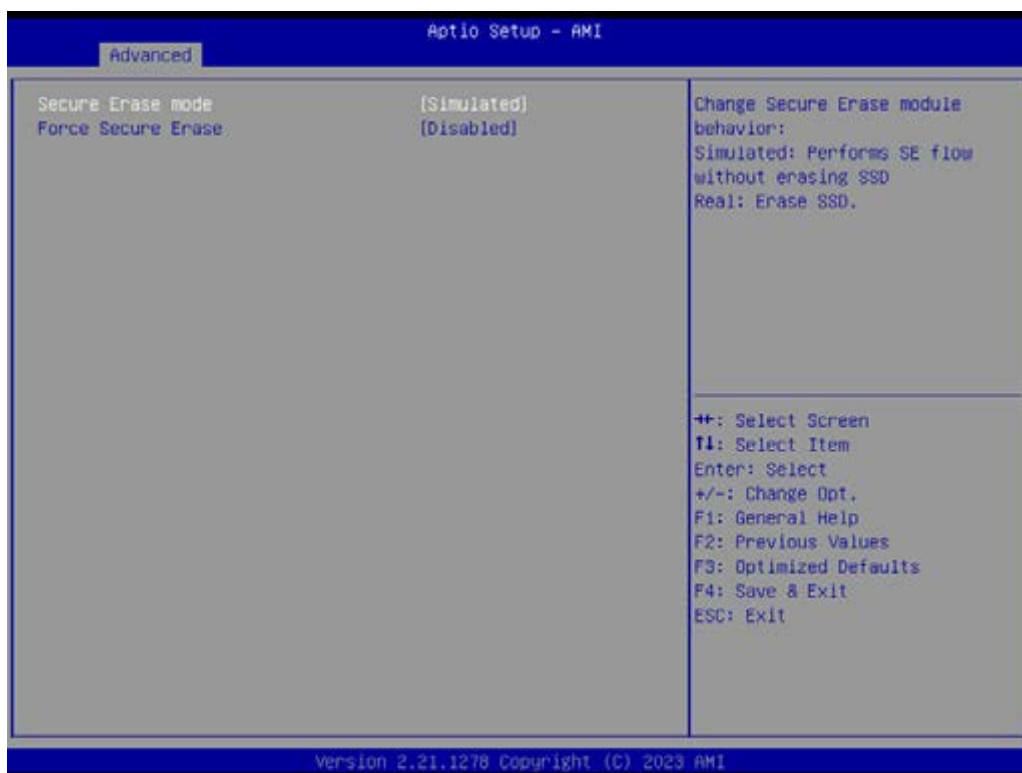 Aptio Setup – AMI
Advanced
Secure Erase mode [Simulated]
Force Secure Erase [Disabled]
Change Secure Erase module
behavior:
Simulated: Performs SE flow
without erasing SSD
Real: Erase SSD.
→←: Select Screen
↑↓: Select Item
Enter: Select
+/-: Change Opt.
F1: General Help
F2: Previous Values
F3: Optimized Defaults
F4: Save & Exit
ESC: Exit
Version 2.21.1278 Copyright (C) 2023 AMI